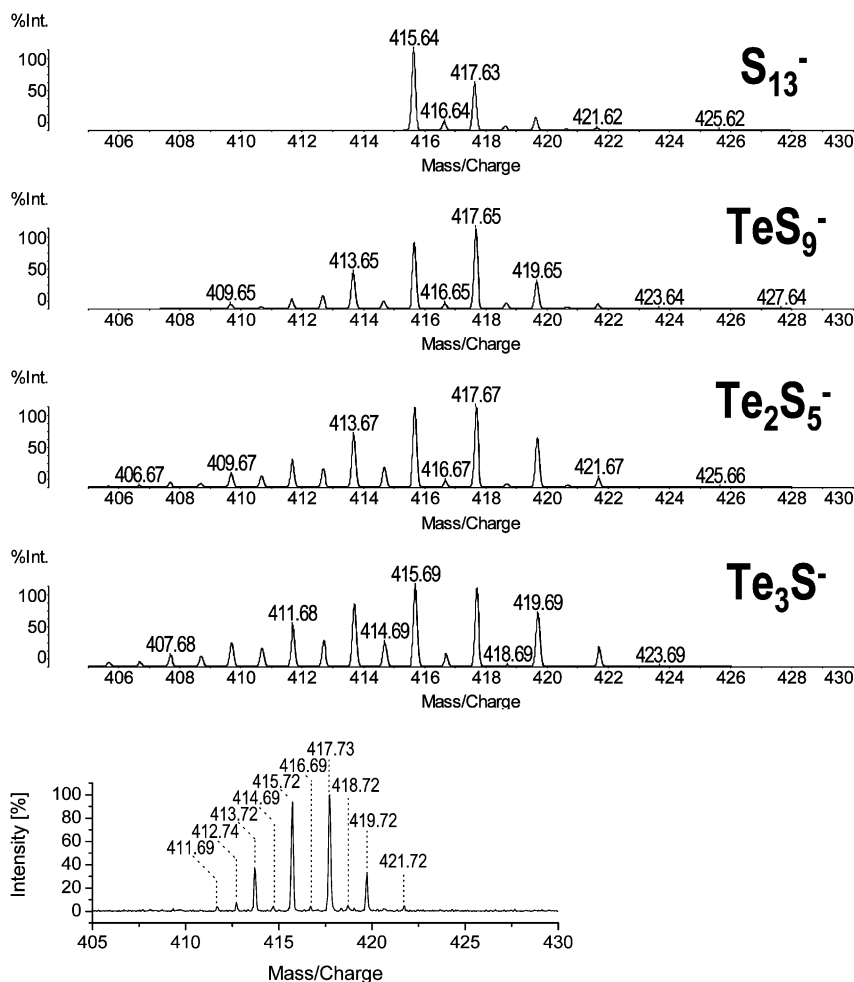 %Int.
S13-
100
50
0
415.64
417.63
416.64
421.62
425.62
406 408 410 412 414 416 418 420 422 424 426 428 430
Mass/Charge
%Int.
TeS9-
100
50
0
417.65
413.65
419.65
409.65
416.65
423.64
427.64
406 408 410 412 414 416 418 420 422 424 426 428 430
Mass/Charge
%Int.
Te2S5-
100
50
0
417.67
413.67
406.67
409.67
416.67
421.67
425.66
406 408 410 412 414 416 418 420 422 424 426 428 430
Mass/Charge
%Int.
Te3S-
100
50
0
415.69
411.68
419.69
407.68
414.69
418.69
423.69
406 408 410 412 414 416 418 420 422 424 426 428 430
Mass/Charge
417.73
416.69
415.72
418.72
414.69
413.72
412.74
419.72
411.69
421.72
Intensity [%]
100
80
60
40
20
0
405 410 415 420 425 430
Mass/Charge